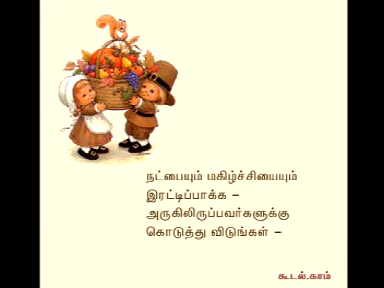 நட்பையும் மகிழ்ச்சியையும்
இரட்டிப்பாக்க –
அருகிலிருப்பவர்களுக்கு
கொடுத்து விடுங்கள் –
கூடல்.காம்